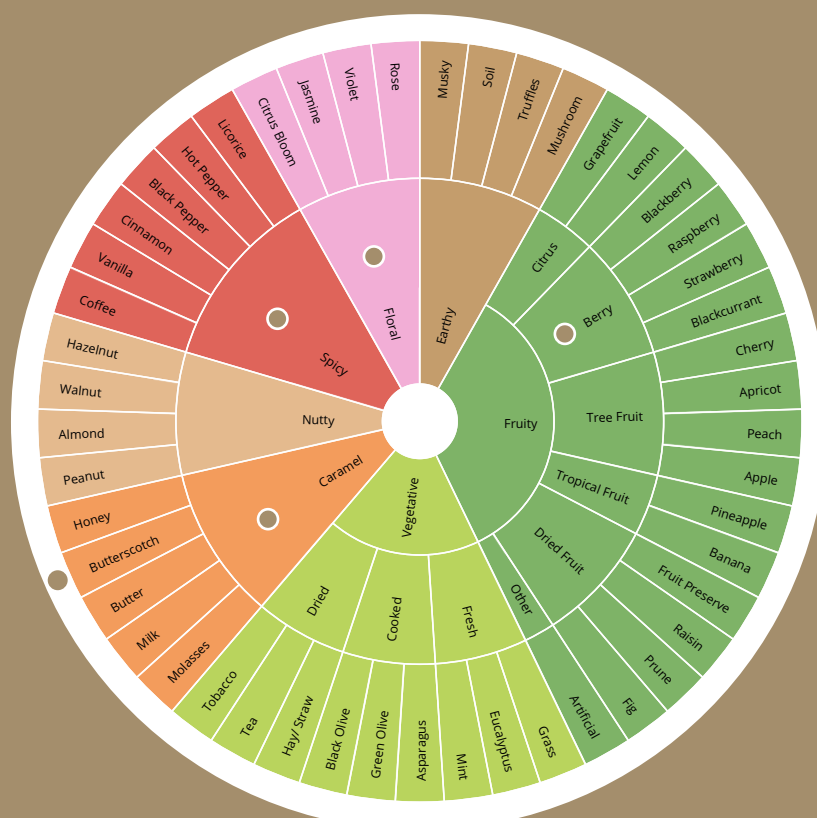 Musky
Soil
Truffles
Mushroom
Grapefruit
Lemon
Blackberry
Raspberry
Strawberry
Blackcurrant
Cherry
Apricot
Peach
Apple
Pineapple
Banana
Fruit Preserve
Raisin
Prune
Fig
Artificial
Grass
Eucalyptus
Mint
Asparagus
Green Olive
Black Olive
Hay/ Straw
Tea
Tobacco
Molasses
Milk
Butter
Butterscotch
Honey
Peanut
Almond
Walnut
Hazelnut
Coffee
Vanilla
Cinnamon
Black Pepper
Hot Pepper
Licorice
Citrus Bloom
Jasmine
Violet
Rose
Earthy
Citrus
Berry
Tree Fruit
Tropical Fruit
Dried Fruit
Other
Fruity
Fresh
Cooked
Dried
Vegetative
Caramel
Nutty
Spicy
Floral